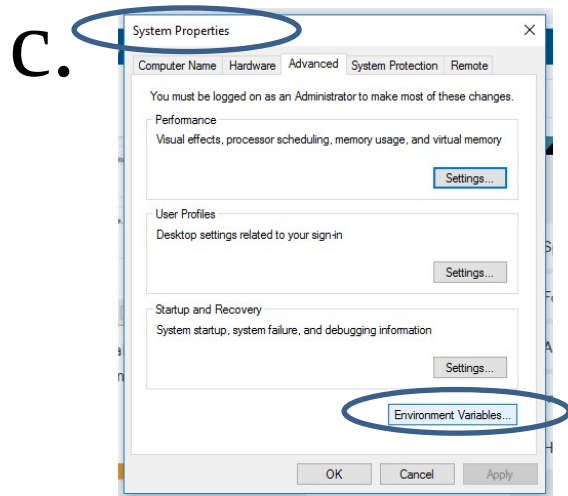 c.
System Properties
Computer Name Hardware Advanced System Protection Remote
You must be logged on as an Administrator to make most of these changes.
Performance
Visual effects, processor scheduling, memory usage, and virtual memory
Settings...
User Profiles
Desktop settings related to your sign-in
Settings...
Startup and Recovery
System startup, system failure, and debugging information
Settings...
Environment Variables...
OK Cancel Apply